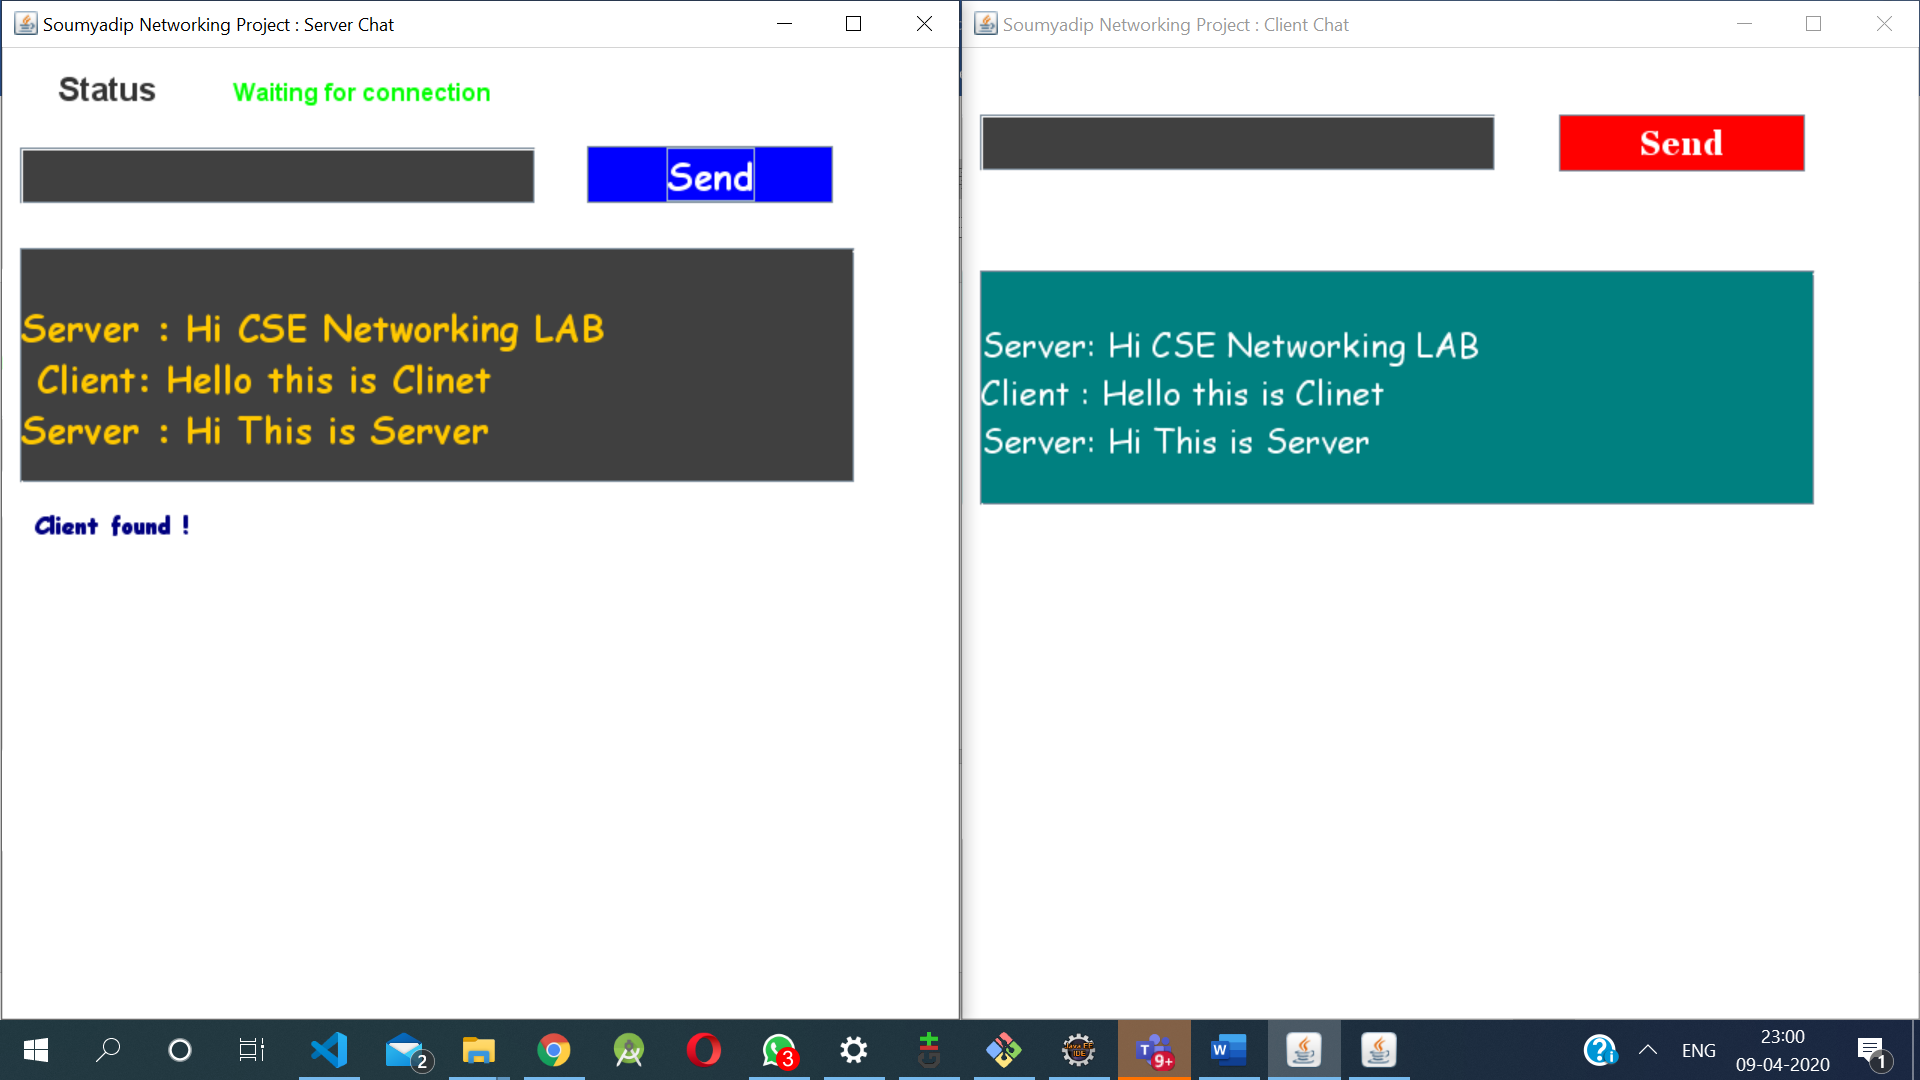 Soumyadip Networking Project : Server Chat
Status
Waiting for connection
Send
Server : Hi CSE Networking LAB
Client: Hello this is Clinet
Server : Hi This is Server
Client found !
Soumyadip Networking Project : Client Chat
Send
Server: Hi CSE Networking LAB
Client : Hello this is Clinet
Server: Hi This is Server
2
3
Java EE
IDE
T
9+
W
ENG
23:00
09-04-2020
1